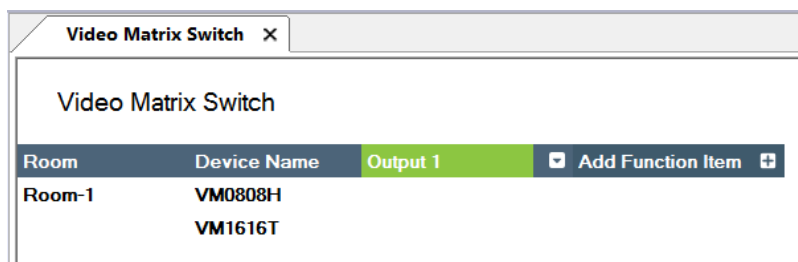 Video Matrix Switch
Video Matrix Switch
Room Device Name Output 1 Add Function Item
Room-1 VM0808H
VM1616T